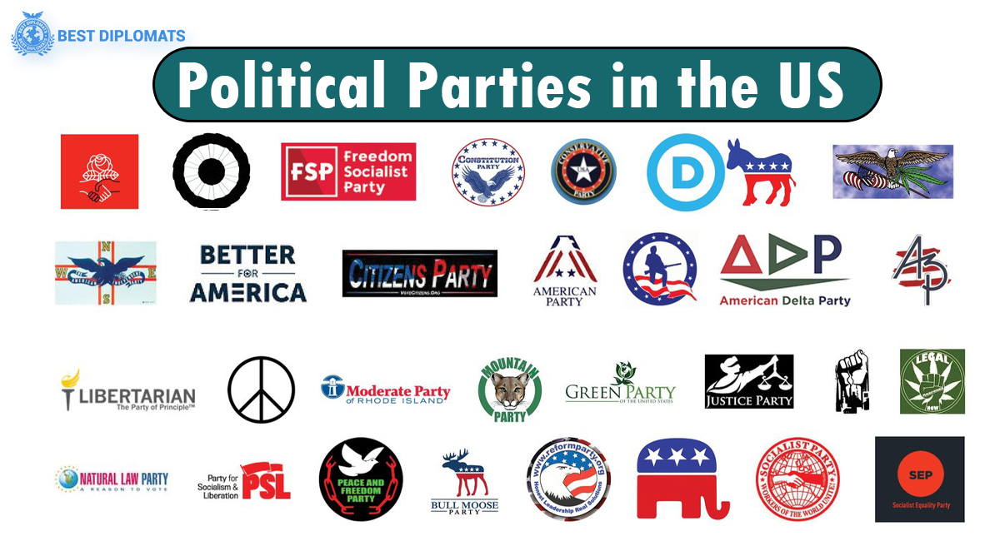 BEST DIPLOMATS
Political Parties in the US
FSP
Freedom
Socialist
Party
CONSTITUTION
PARTY
CONSERVATIVE
USA
PARTY
D
N
W
E
S
BETTER
FOR
AMERICA
CITIZENS PARTY
VOTECITIZENS.ORG
AMERICAN
PARTY
ADP
American Delta Party
A3P
LIBERTARIAN
The Party of Principle™
Moderate Party
of RHODE ISLAND
MOUNTAIN
PARTY
GREEN PARTY
OF THE UNITED STATES
JUSTICE PARTY
LEGAL
MARIJUANA
NOW
NATURAL LAW PARTY
A REASON TO VOTE
Party for
Socialism &
Liberation
PSL
PEACE AND
FREEDOM
PARTY
BULL MOOSE
PARTY
www.reformparty.org
Honest Leadership Real Solutions
SOCIALIST PARTY
WORKERS OF THE WORLD UNITE!
SEP
Socialist Equality Party